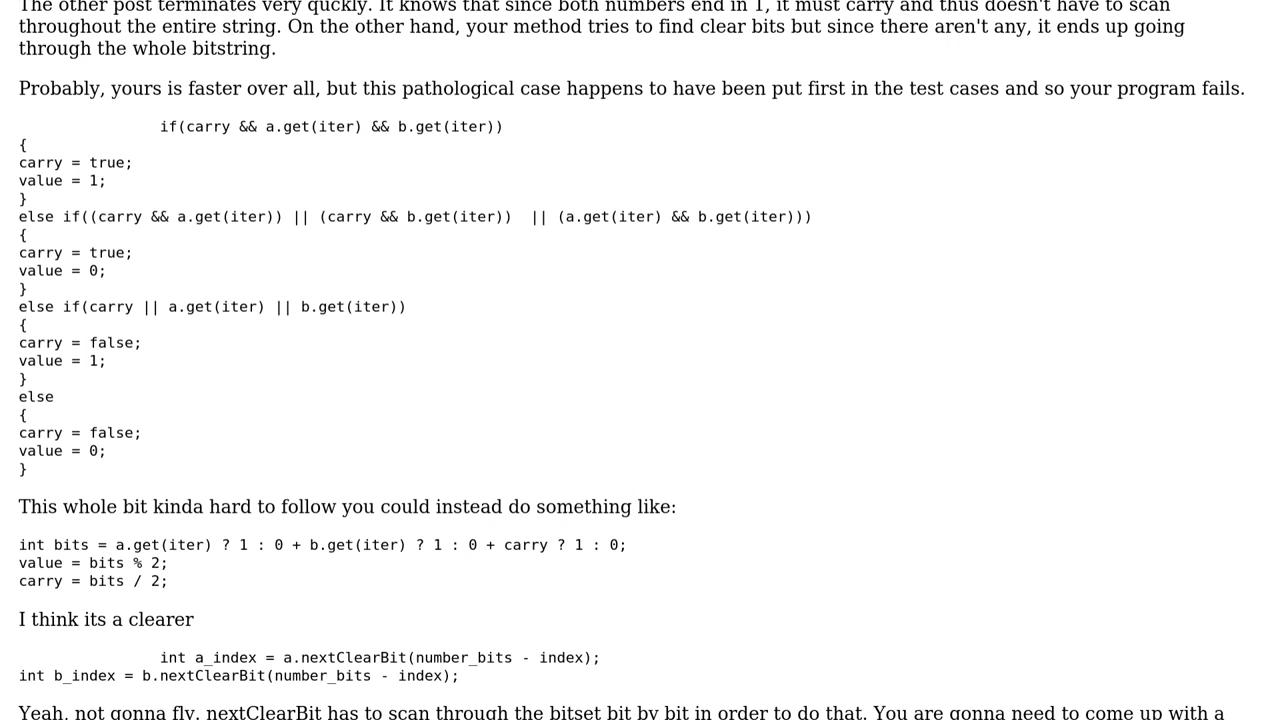 The other post terminates very quckly. It knows that since both numbers end in 1, it must carry and thus doesn't have to scan
throughout the entire string. On the other hand, your method tries to find clear bits but since there aren't any, it ends up going
through the whole bitstring.
Probably, yours is faster over all, but this pathological case happens to have been put first in the test cases and so your program fails.
if(carry && a.get(iter) && b.get(iter))
{
carry = true;
value = 1;
}
else if((carry && a.get(iter)) || (carry && b.get(iter))  || (a.get(iter) && b.get(iter)))
{
carry = true;
value = 0;
}
else if(carry || a.get(iter) || b.get(iter))
{
carry = false;
value = 1;
}
else
{
carry = false;
value = 0;
}
This whole bit kinda hard to follow you could instead do something like:
int bits = a.get(iter) ? 1 : 0 + b.get(iter) ? 1 : 0 + carry ? 1 : 0;
value = bits % 2;
carry = bits / 2;
I think its a clearer
int a_index = a.nextClearBit(number_bits - index);
int b_index = b.nextClearBit(number_bits - index);
Yeah, not gonna fly. nextClearBit has to scan through the bitset bit by bit in order to do that. You are gonna need to come up with a